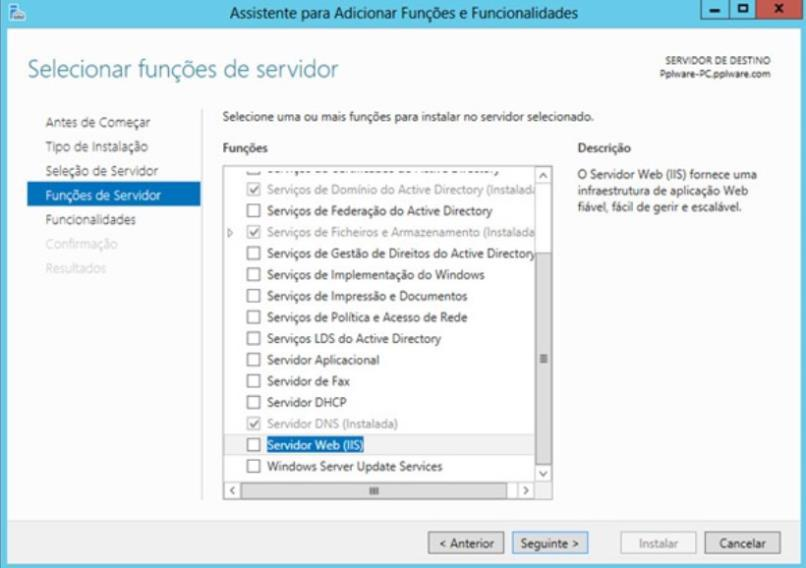 Assistente para Adicionar Funções e Funcionalidades
Selecionar funções de servidor
SERVIDOR DE DESTINO
Pplware-PC.pplware.com
Antes de Começar
Tipo de Instalação
Seleção de Servidor
Funções de Servidor
Funcionalidades
Confirmação
Resultados
Selecione uma ou mais funções para instalar no servidor selecionado.
Funções
Serviços de Domínio do Active Directory (Instalada
Serviços de Federação do Active Directory
Serviços de Ficheiros e Armazenamento (Instalada
Serviços de Gestão de Direitos do Active Directory
Serviços de Implementação do Windows
Serviços de Impressão e Documentos
Serviços de Política e Acesso de Rede
Serviços LDS do Active Directory
Servidor Aplicacional
Servidor de Fax
Servidor DHCP
Servidor DNS (Instalada)
Servidor Web (IIS)
Windows Server Update Services
Descrição
O Servidor Web (IIS) fornece uma
infraestrutura de aplicação Web
fiável, fácil de gerir e escalável.
< Anterior
Seguinte >
Instalar
Cancelar